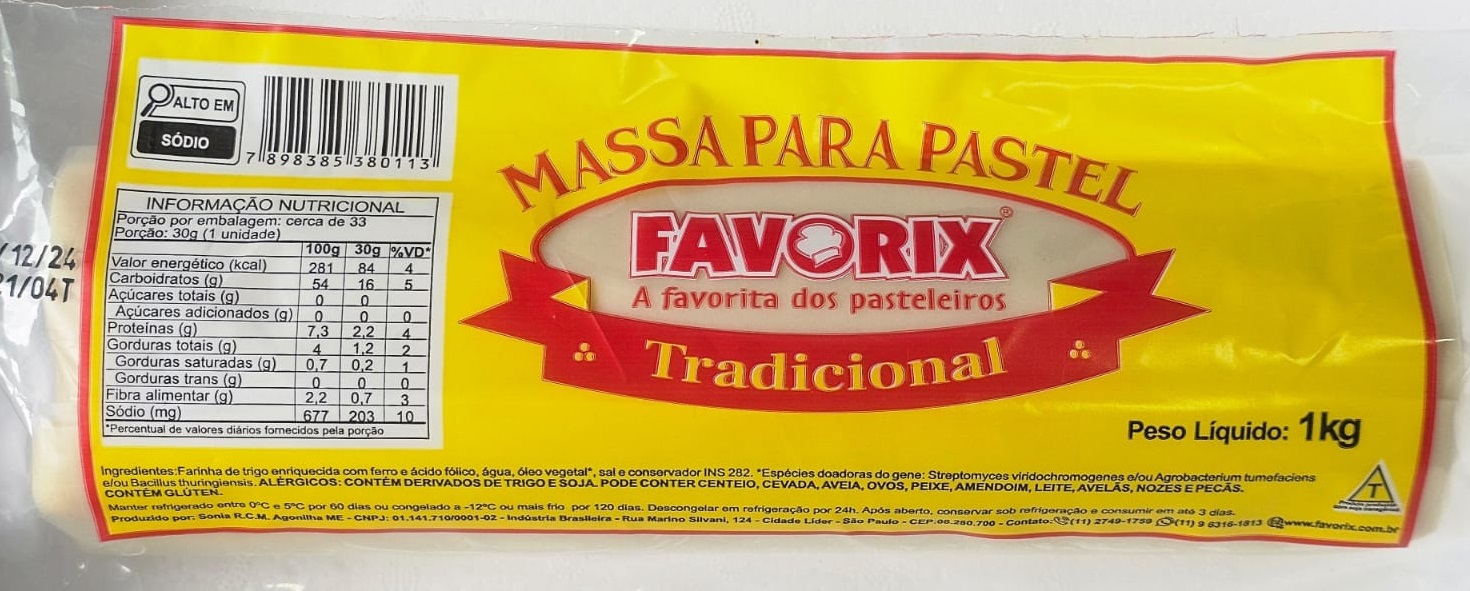 ALTO EM
SÓDIO
7 898385 380113
INFORMAÇÃO NUTRICIONAL
Porção por embalagem: cerca de 33
Porção: 30g (1 unidade)
100g 30g %VD*
Valor energético (kcal) 281 84 4
Carboidratos (g) 54 16 5
Açúcares totais (g) 0 0
Açúcares adicionados (g) 0 0 0
Proteínas (g) 7,3 2,2 4
Gorduras totais (g) 4 1,2 2
Gorduras saturadas (g) 0,7 0,2 1
Gorduras trans (g) 0 0 0
Fibra alimentar (g) 2,2 0,7 3
Sódio (mg) 677 203 10
*Percentual de valores diários fornecidos pela porção
/12/24
1/04T
MASSA PARA PASTEL
FAVORIX®
A favorita dos pasteleiros
Tradicional
Peso Líquido: 1kg
Ingredientes:Farinha de trigo enriquecida com ferro e ácido fólico, água, óleo vegetal*, sal e conservador INS 282. *Espécies doadoras do gene: Streptomyces viridochromogenes e/ou Agrobacterium tumefaciens
e/ou Bacillus thuringiensis. ALÉRGICOS: CONTÉM DERIVADOS DE TRIGO E SOJA. PODE CONTER CENTEIO, CEVADA, AVEIA, OVOS, PEIXE, AMENDOIM, LEITE, AVELÃS, NOZES E PECÃS.
CONTÉM GLÚTEN.
Manter refrigerado entre 0ºC e 5ºC por 60 dias ou congelado a -12ºC ou mais frio por 120 dias. Descongelar em refrigeração por 24h. Após aberto, conservar sob refrigeração e consumir em até 3 dias.
Produzido por: Sonia R.C.M. Agonilha ME - CNPJ: 01.141.710/0001-02 - Indústria Brasileira - Rua Marino Silvani, 124 - Cidade Líder - São Paulo - CEP: 08.280.700 - Contato: (11) 2749-1759 (11) 9 6316-1813 www.favorix.com.br
T